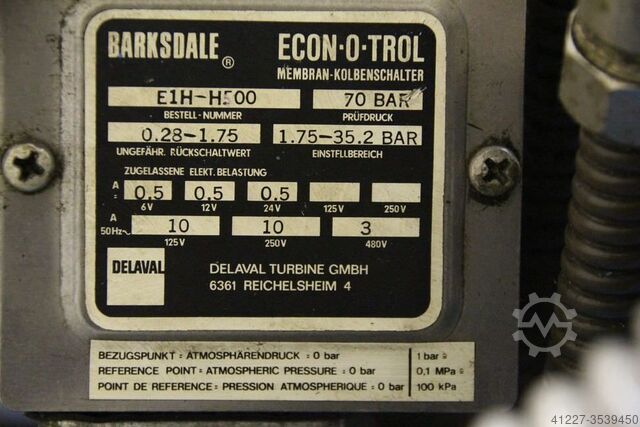 BARKSDALE ® ECON·O·TROL
MEMBRAN-KOLBENSCHALTER
E1H-H500 70 BAR
BESTELL-NUMMER PRÜFDRUCK
0.28-1.75 1.75-35.2 BAR
UNGEFÄHR. RÜCKSCHALTWERT EINSTELLBEREICH
ZUGELASSENE ELEKT. BELASTUNG
A = 0.5 0.5 0.5
6V 12V 24V 125V 250V
A 50Hz~ 10 10 3
125V 250V 480V
DELAVAL DELAVAL TURBINE GMBH
6361 REICHELSHEIM 4
BEZUGSPUNKT = ATMOSPHÄRENDRUCK = 0 bar 1 bar =
REFERENCE POINT = ATMOSPHERIC PRESSURE = 0 bar 0,1 MPa =
POINT DE REFERENCE = PRESSION ATMOSPHERIQUE = 0 bar 100 kPa
41227-3539450